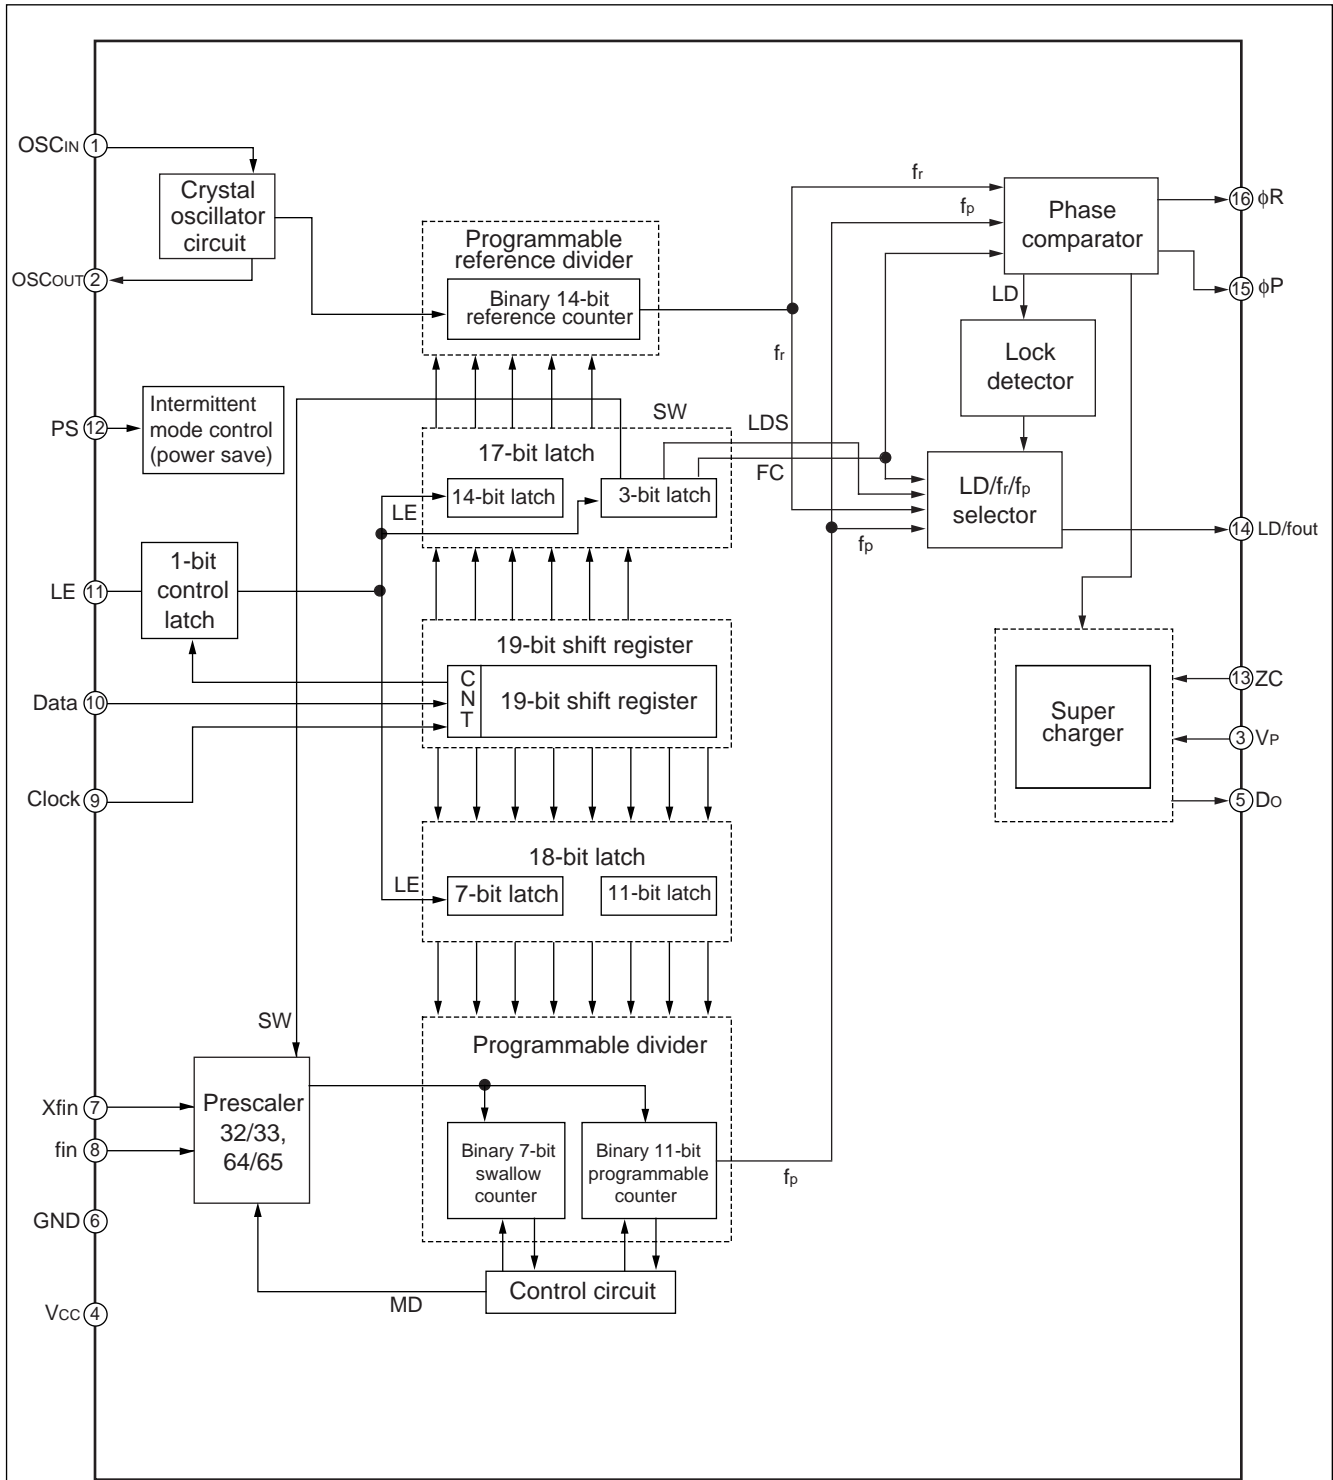 OSCIN 1
Crystal
oscillator
circuit
OSCOUT 2
Programmable
reference divider
Binary 14-bit
reference counter
fr
fr
fp
Phase
comparator
16 ϕR
15 ϕP
LD
Lock
detector
PS 12
Intermittent
mode control
(power save)
SW
LDS
FC
17-bit latch
14-bit latch
3-bit latch
LE
LD/fr/fp
selector
fp
14 LD/fout
LE 11
1-bit
control
latch
19-bit shift register
C
N
T
19-bit shift register
Data 10
Clock 9
Super
charger
13 ZC
3 VP
5 DO
18-bit latch
LE
7-bit latch
11-bit latch
SW
Programmable divider
Xfin 7
fin 8
Prescaler
32/33,
64/65
Binary 7-bit
swallow
counter
Binary 11-bit
programmable
counter
fp
GND 6
Control circuit
MD
VCC 4